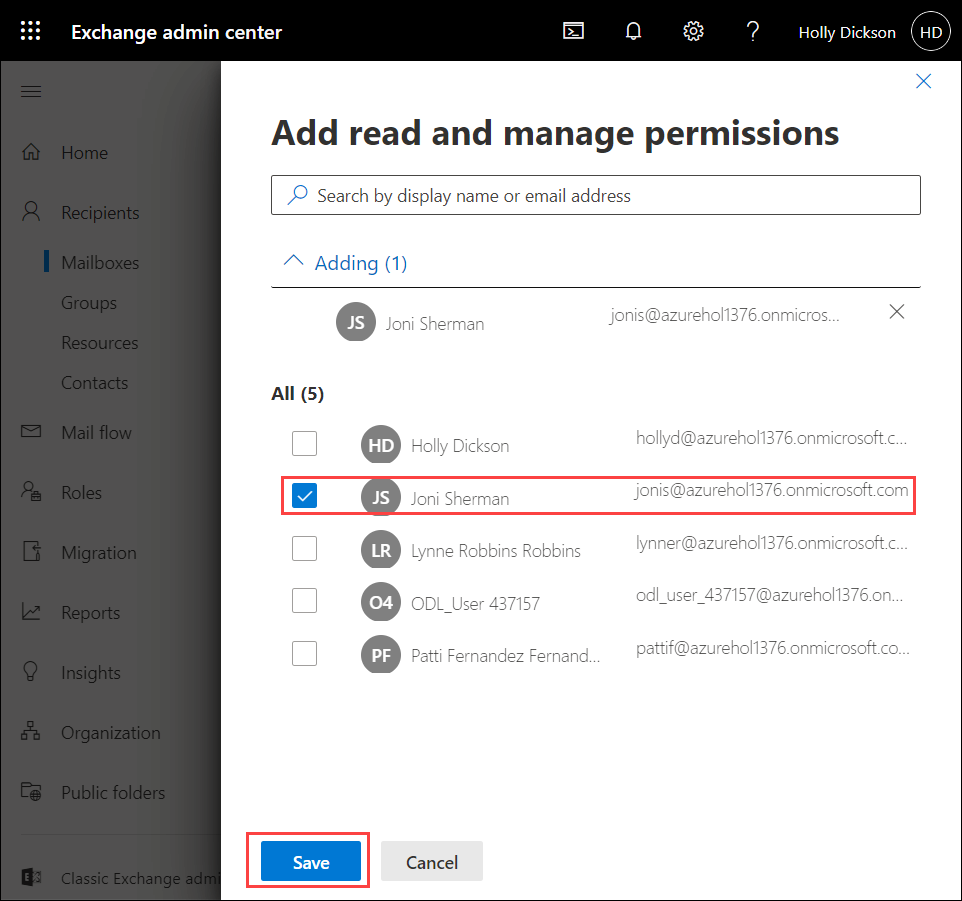 Exchange admin center
Holly Dickson
HD
Home
Recipients
Mailboxes
Groups
Resources
Contacts
Mail flow
Roles
Migration
Reports
Insights
Organization
Public folders
Classic Exchange admi
Add read and manage permissions
Search by display name or email address
Adding (1)
JS Joni Sherman jonis@azurehol1376.onmicros...
All (5)
HD Holly Dickson hollyd@azurehol1376.onmicrosoft.c...
JS Joni Sherman jonis@azurehol1376.onmicrosoft.com
LR Lynne Robbins Robbins lynner@azurehol1376.onmicrosoft.c...
O4 ODL_User 437157 odl_user_437157@azurehol1376.on...
PF Patti Fernandez Fernand... pattif@azurehol1376.onmicrosoft.co...
Save Cancel